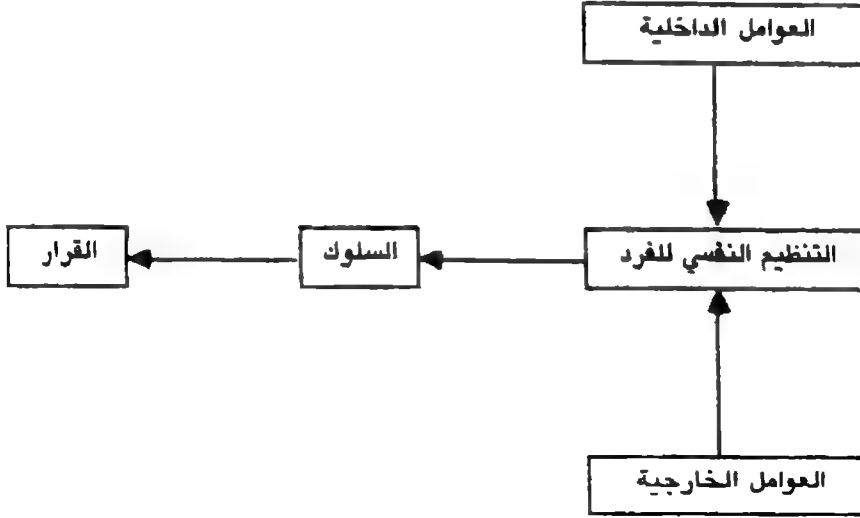 العوامل الداخلية
التنظيم النفسي للفرد
السلوك
القرار
العوامل الخارجية